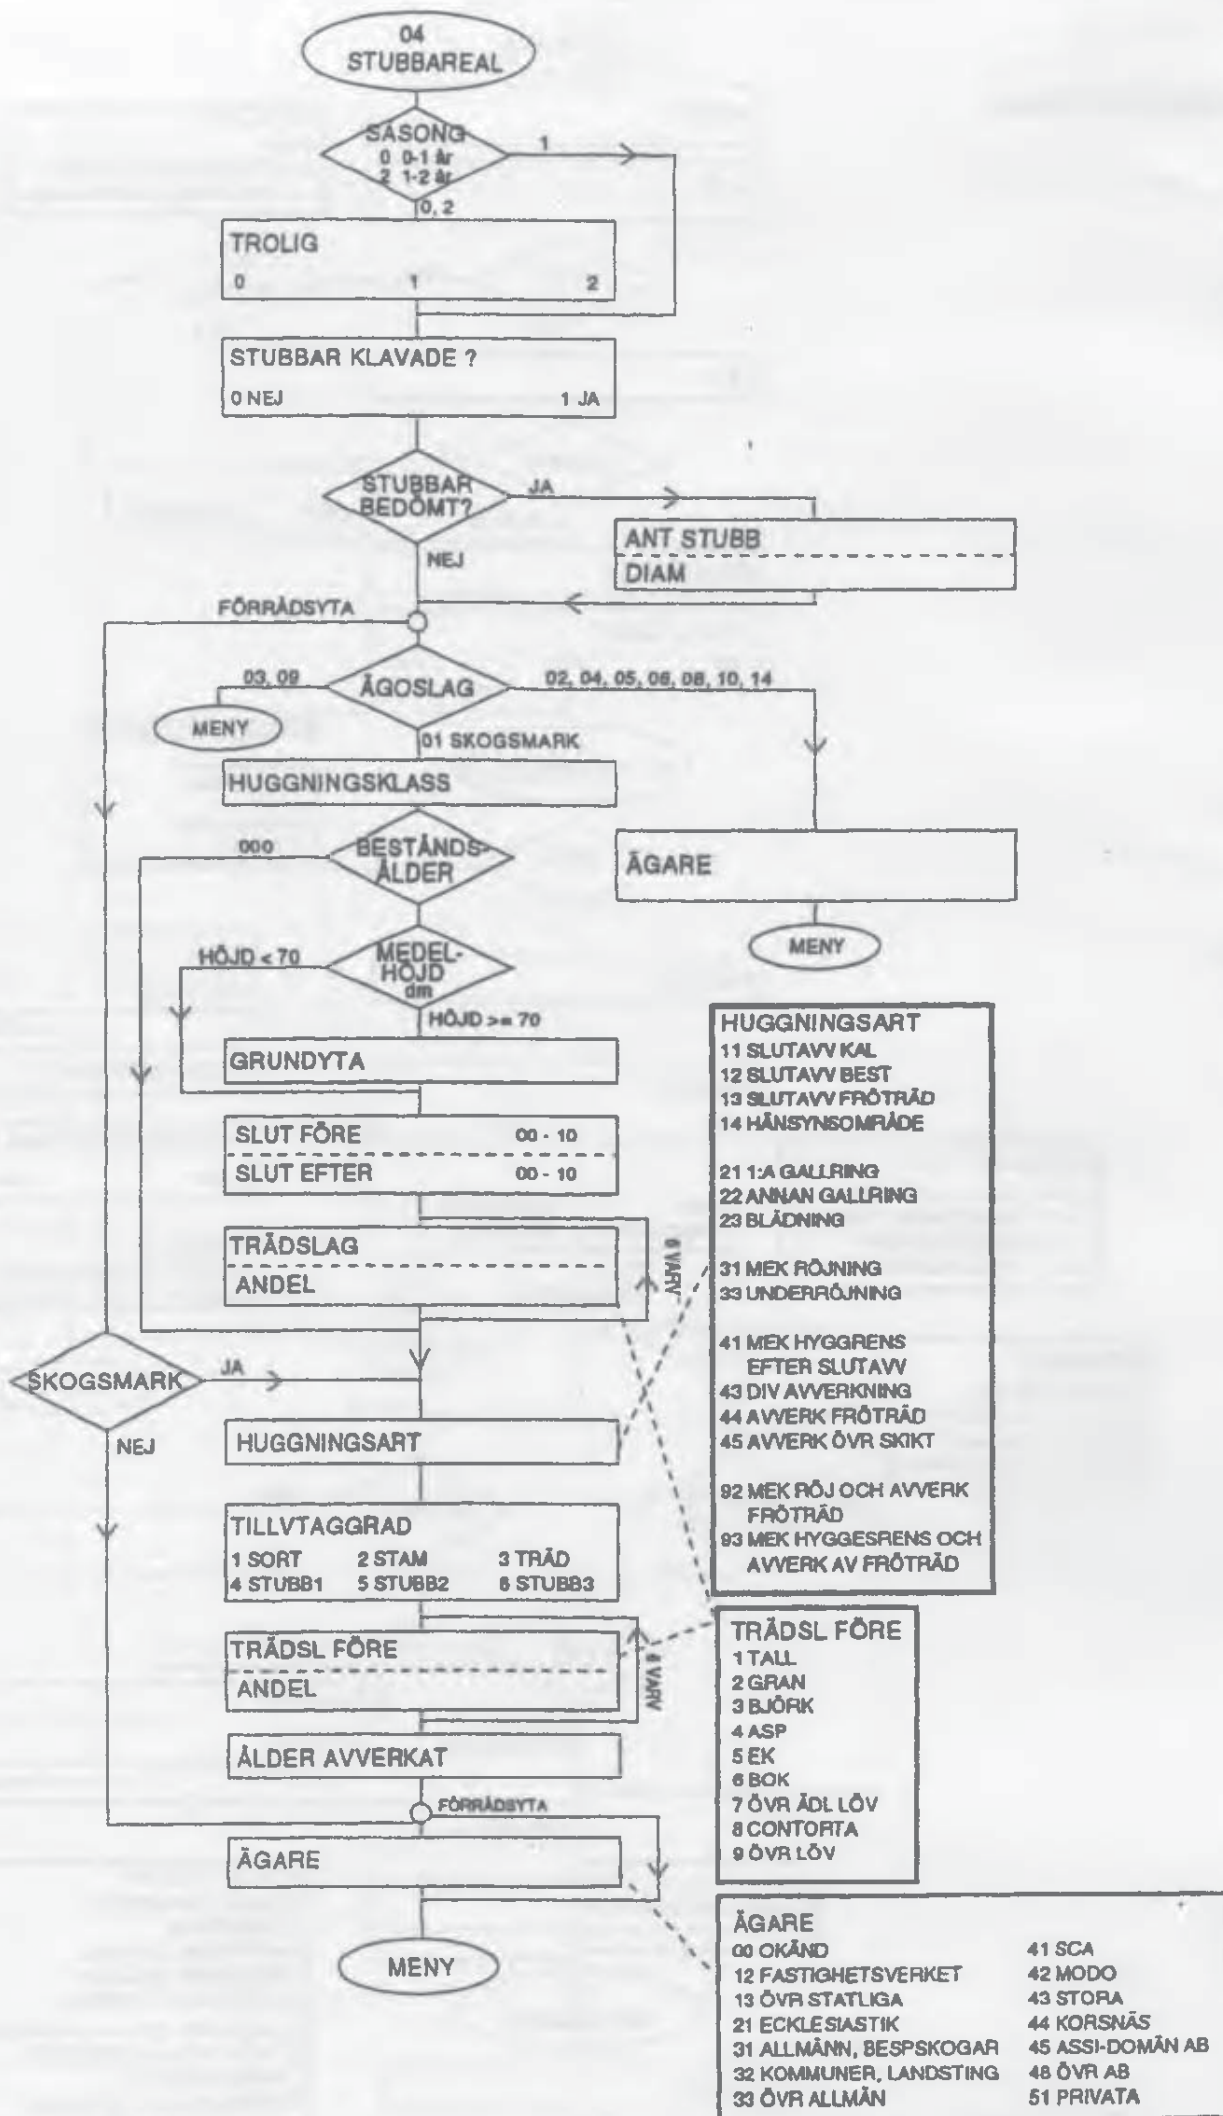 04
STUBBAREAL
SÄSONG
0 0-1 år
2 1-2 år
1
0, 2
TROLIG
0 1 2
STUBBAR KLAVADE ?
0 NEJ 1 JA
STUBBAR
BEDÖMT?
JA
NEJ
ANT STUBB
DIAM
FÖRRÅDSYTA
03, 09
ÄGOSLAG
02, 04, 05, 06, 08, 10, 14
MENY
01 SKOGSMARK
HUGGNINGSKLASS
000
BESTÅNDS-
ÅLDER
ÄGARE
MENY
HÖJD < 70
MEDEL-
HÖJD
dm
HÖJD >= 70
GRUNDYTA
SLUT FÖRE 00 - 10
SLUT EFTER 00 - 10
TRÄDSLAG
ANDEL
6 VARV
SKOGSMARK
JA
NEJ
HUGGNINGSART
TILLVTAGGRAD
1 SORT 2 STAM 3 TRÄD
4 STUBB1 5 STUBB2 6 STUBB3
TRÄDSL FÖRE
ANDEL
6 VARV
ÅLDER AVVERKAT
FÖRRÅDSYTA
ÄGARE
MENY
HUGGNINGSART
11 SLUTAVV KAL
12 SLUTAVV BEST
13 SLUTAVV FRÖTRÄD
14 HÄNSYNSOMRÅDE
21 1:A GALLRING
22 ANNAN GALLRING
23 BLÄDNING
31 MEK RÖJNING
33 UNDERRÖJNING
41 MEK HYGGRENS
EFTER SLUTAVV
43 DIV AVVERKNING
44 AVVERK FRÖTRÄD
45 AVVERK ÖVR SKIKT
92 MEK RÖJ OCH AVVERK
FRÖTRÄD
93 MEK HYGGESRENS OCH
AVVERK AV FRÖTRÄD
TRÄDSL FÖRE
1 TALL
2 GRAN
3 BJÖRK
4 ASP
5 EK
6 BOK
7 ÖVR ÄDL LÖV
8 CONTORTA
9 ÖVR LÖV
ÄGARE
00 OKÄND
12 FASTIGHETSVERKET
13 ÖVR STATLIGA
21 ECKLESIASTIK
31 ALLMÄNN, BESPSKOGAR
32 KOMMUNER, LANDSTING
33 ÖVR ALLMÄN
41 SCA
42 MODO
43 STORA
44 KORSNÄS
45 ASSI-DOMÄN AB
48 ÖVR AB
51 PRIVATA